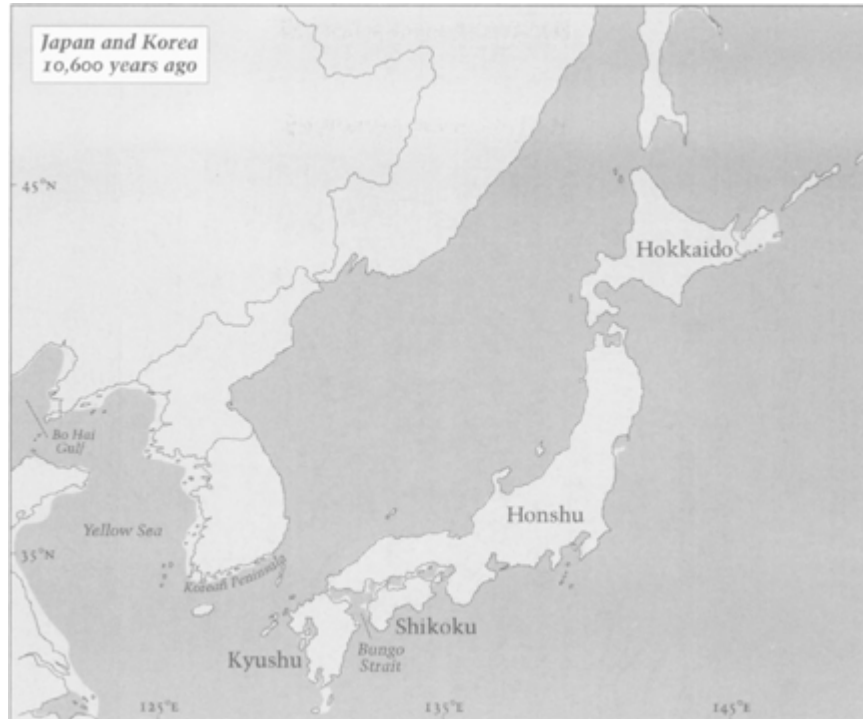 Japan and Korea
10,600 years ago
45°N
Hokkaido
Bo Hai
Gulf
Honshu
Yellow Sea
35°N
Korean Peninsula
Shikoku
Kyushu
Bungo
Strait
125°E
135°E
145°E